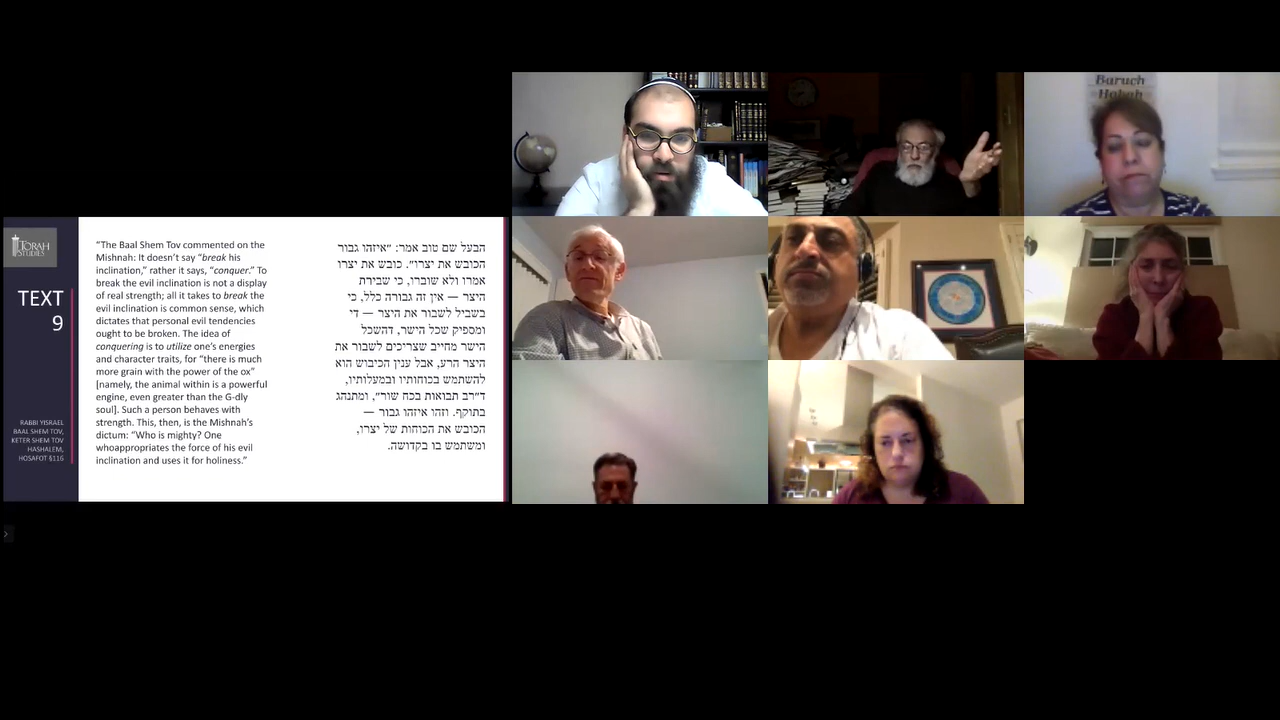 TORAH
STUDIES
TEXT
9
RABBI YISRAEL
BAAL SHEM TOV,
KETER SHEM TOV
HASHALEM,
HOSAFOT §116
“The Baal Shem Tov commented on the
Mishnah: It doesn’t say “break his
inclination,” rather it says, “conquer.” To
break the evil inclination is not a display
of real strength; all it takes to break the
evil inclination is common sense, which
dictates that personal evil tendencies
ought to be broken. The idea of
conquering is to utilize one’s energies
and character traits, for “there is much
more grain with the power of the ox”
[namely, the animal within is a powerful
engine, even greater than the G-dly
soul]. Such a person behaves with
strength. This, then, is the Mishnah’s
dictum: “Who is mighty? One
whoappropriates the force of his evil
inclination and uses it for holiness.”
הבעל שם טוב אמר: ״איזהו גבור
הכובש את יצרו״. כובש את יצרו
אמרו ולא שוברו, כי שבירת
היצר — אין זה גבורה כלל, כי
בשביל לשבור את היצר — די
ומספיק שכל הישר, דהשכל
הישר מחייב שצריכים לשבור את
היצר הרע, אבל ענין הכיבוש הוא
להשתמש בכוחותיו ובמעלותיו,
ד״רב תבואות בכח שור״, ומתנהג
בתוקף. וזהו איזהו גבור —
הכובש את הכוחות של יצרו,
ומשתמש בו בקדושה.
Baruch
Habah